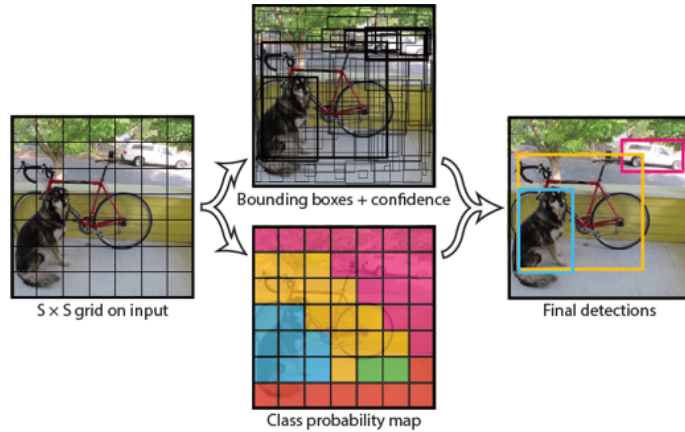 Bounding boxes + confidence
S × S grid on input
Final detections
Class probability map